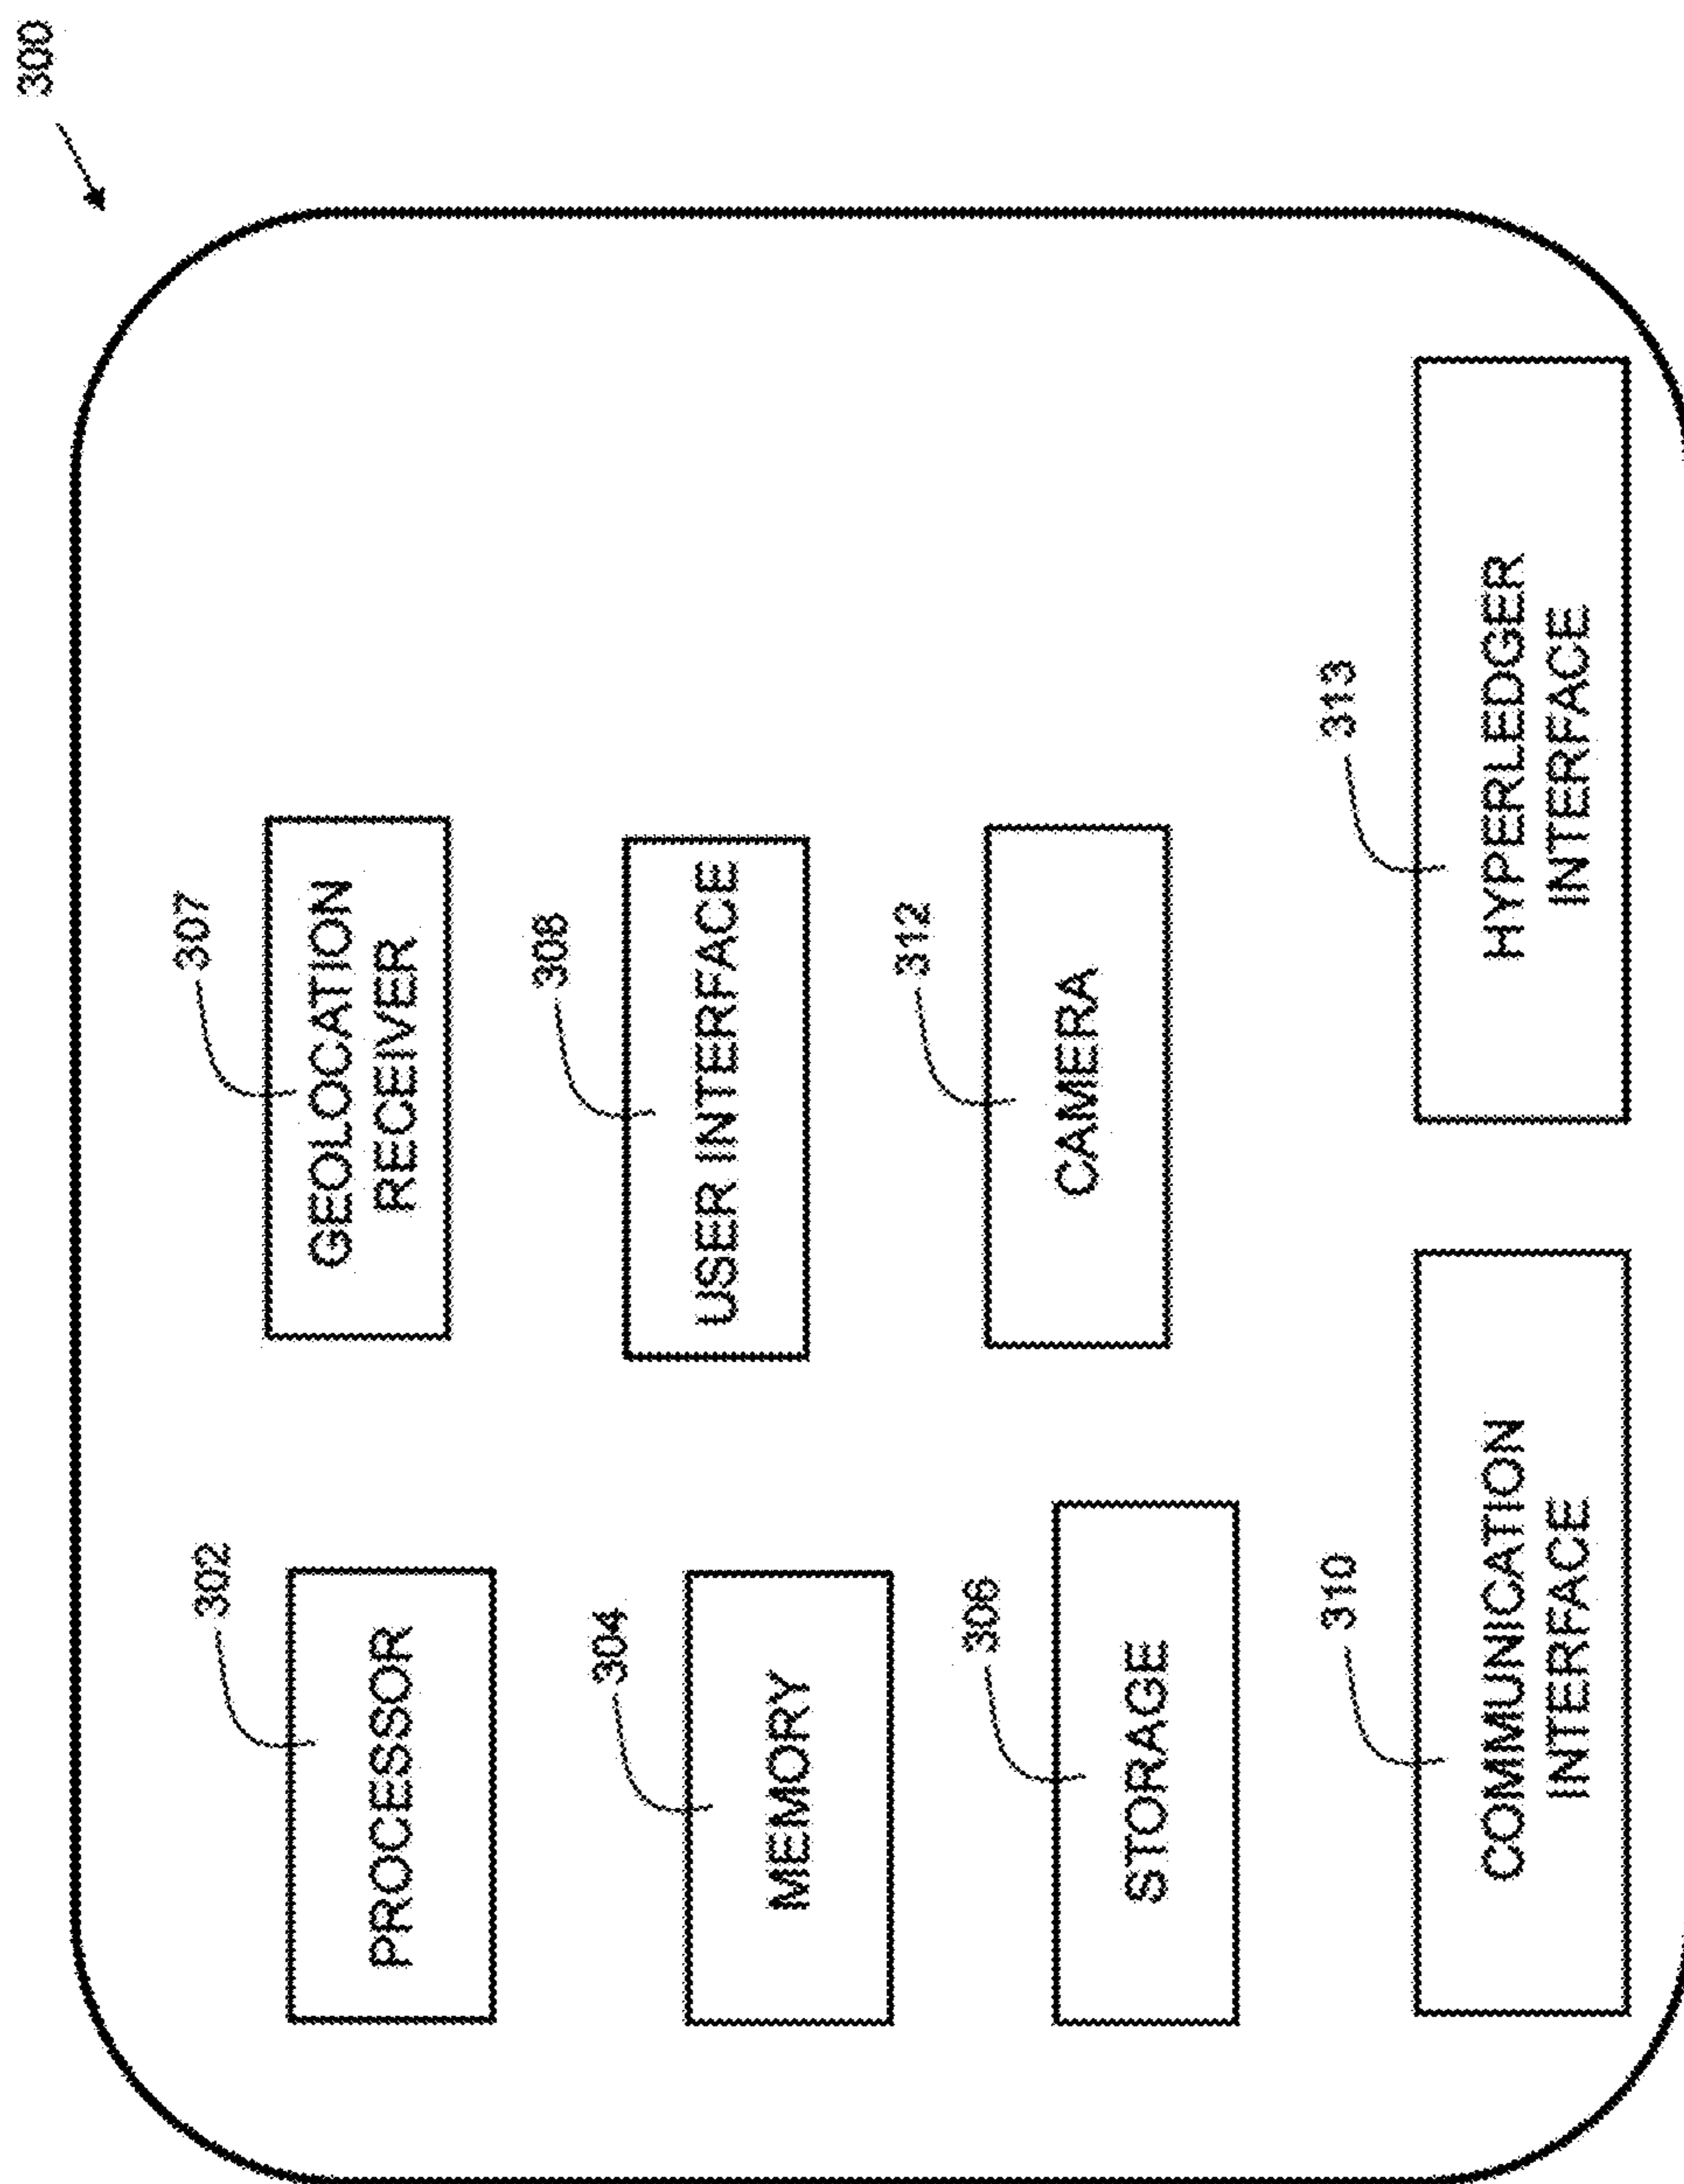 300
302
PROCESSOR
307
GEOLOCATION
RECEIVER
304
MEMORY
308
USER INTERFACE
306
STORAGE
312
CAMERA
310
COMMUNICATION
INTERFACE
313
HYPERLEDGER
INTERFACE